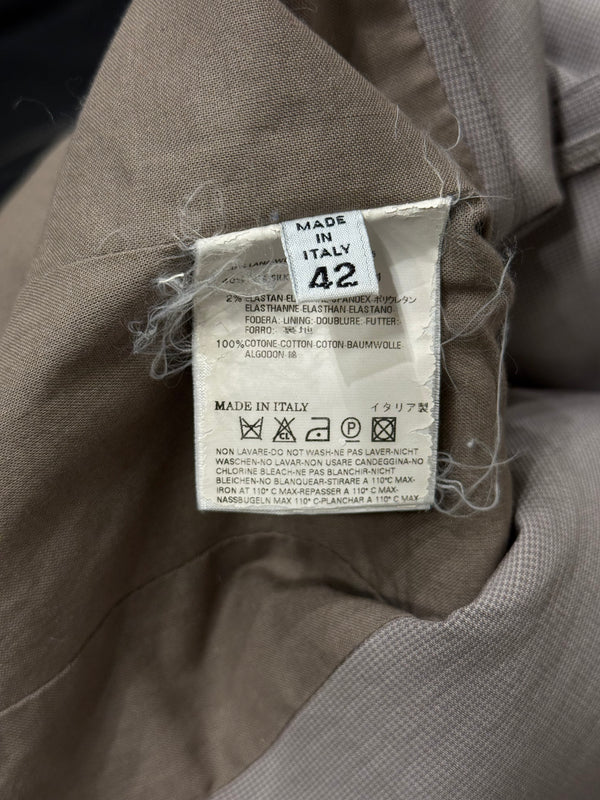 MADE
IN
ITALY
42
2% ELASTAN-SPANDEX-ポリウレタン
ELASTHANNE-ELASTHAN-ELASTANO
FODERA: LINING: DOUBLURE: FUTTER:
FORRO: 裏地
100%COTONE-COTTON-COTON-BAUMWOLLE
ALGODON-綿
MADE IN ITALY イタリア製
CL P
NON LAVARE-DO NOT WASH-NE PAS LAVER-NICHT
WASCHEN-NO LAVAR-NON USARE CANDEGGINA-NO
CHLORINE BLEACH-NE PAS BLANCHIR-NICHT
BLEICHEN-NO BLANQUEAR-STIRARE A 110°C MAX-
IRON AT 110° C MAX-REPASSER A 110° C MAX-
NASSBUGELN MAX 110° C-PLANCHAR A 110° C MAX